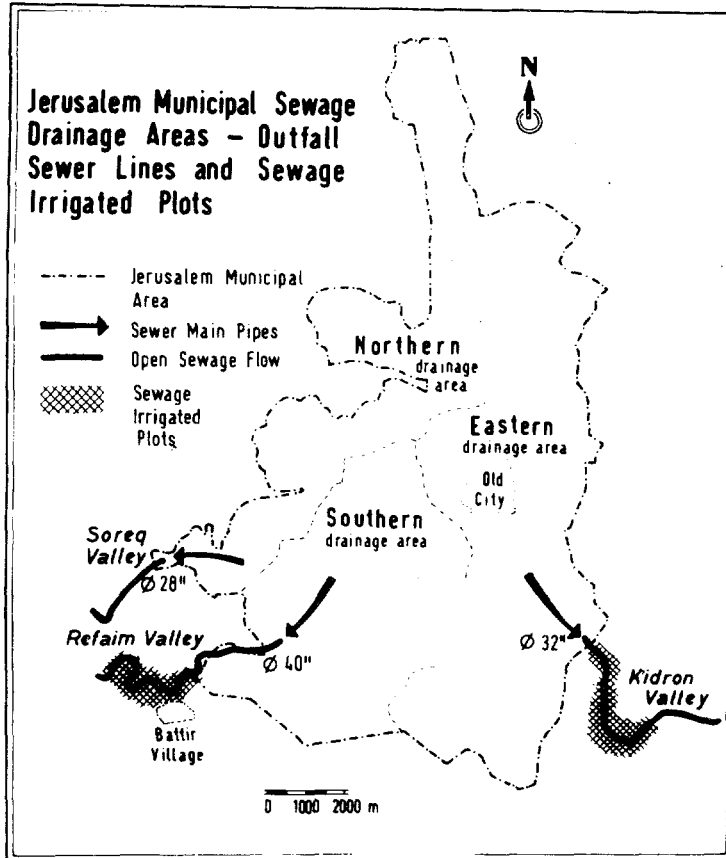 Jerusalem Municipal Sewage
Drainage Areas – Outfall
Sewer Lines and Sewage
Irrigated Plots
N
Jerusalem Municipal
Area
Sewer Main Pipes
Open Sewage Flow
Sewage
Irrigated
Plots
Northern
drainage
area
Eastern
drainage area
Old
City
Southern
drainage area
Soreq
Valley
Ø 28"
Refaim Valley
Ø 40"
Ø 32"
Kidron
Valley
Battir
Village
0 1000 2000 m